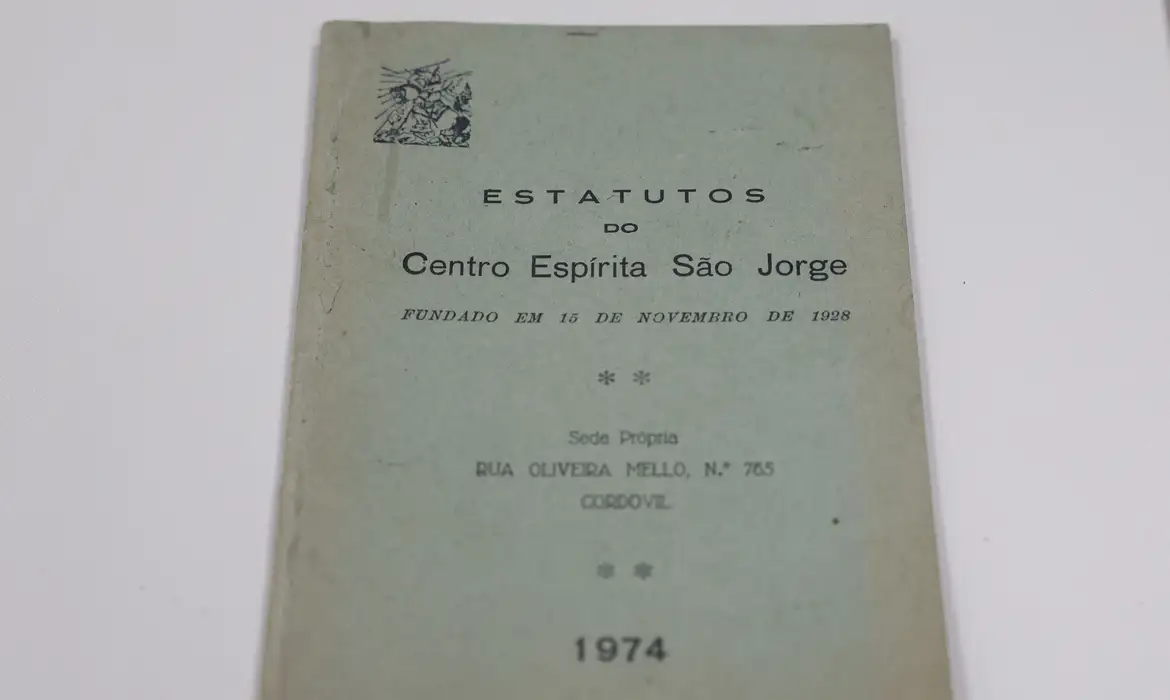 ESTATUTOS
DO
Centro Espírita São Jorge
FUNDADO EM 15 DE NOVEMBRO DE 1928
* *
Sede Própria
RUA OLIVEIRA MELLO, N.º 765
CORDOVIL
* *
1974